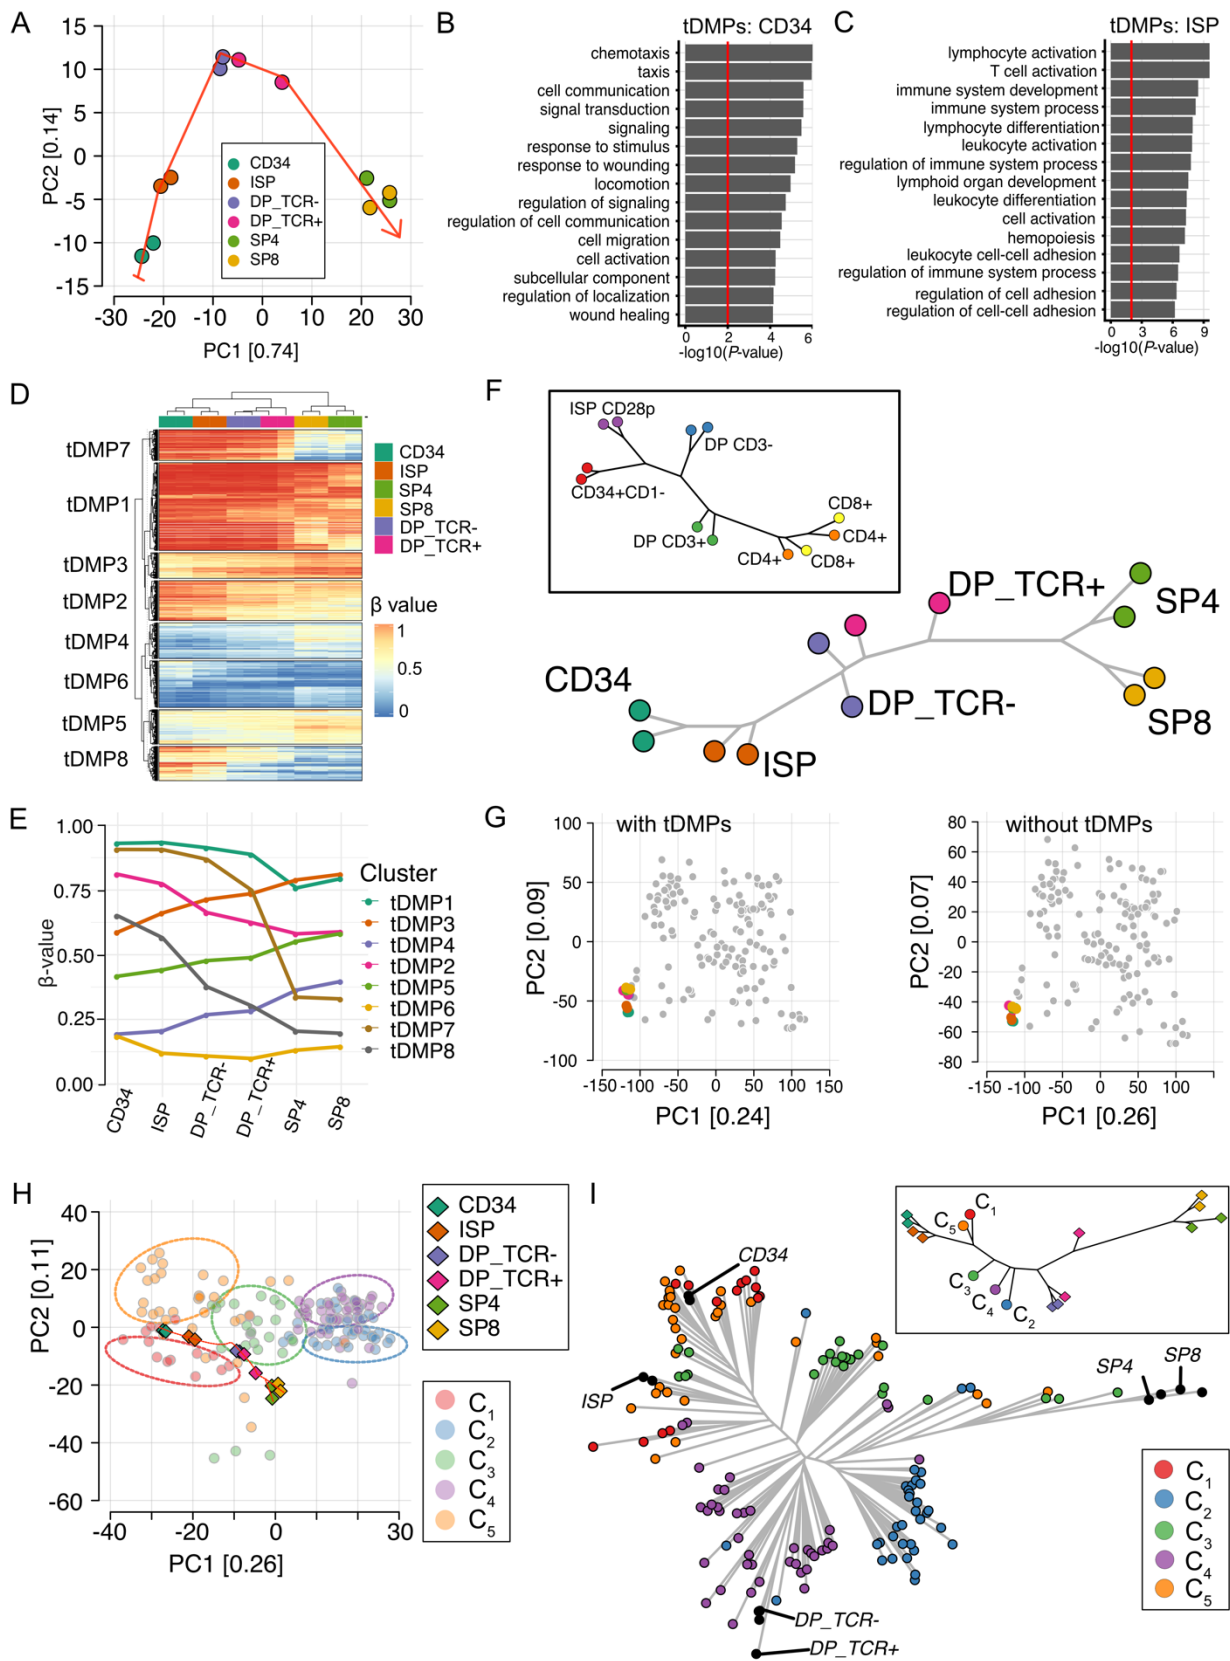 A
15
10
5
0
-5
-10
-15
PC2 [0.14]
-30
-20
-10
0
10
20
30
PC1 [0.74]
CD34
ISP
DP_TCR-
DP_TCR+
SP4
SP8
B
tDMPs: CD34
chemotaxis
taxis
cell communication
signal transduction
signaling
response to stimulus
response to wounding
locomotion
regulation of signaling
regulation of cell communication
cell migration
cell activation
subcellular component
regulation of localization
wound healing
0
2
4
6
-log10(P-value)
C
tDMPs: ISP
lymphocyte activation
T cell activation
immune system development
immune system process
lymphocyte differentiation
leukocyte activation
regulation of immune system process
lymphoid organ development
leukocyte differentiation
cell activation
hemopoiesis
leukocyte cell-cell adhesion
regulation of immune system process
regulation of cell adhesion
regulation of cell-cell adhesion
0
3
6
9
-log10(P-value)
D
tDMP7
tDMP1
tDMP3
tDMP2
tDMP4
tDMP6
tDMP5
tDMP8
CD34
ISP
SP4
SP8
DP_TCR-
DP_TCR+
β value
1
0.5
0
E
1.00
0.75
0.50
0.25
0.00
β-value
CD34
ISP
DP_TCR-
DP_TCR+
SP4
SP8
Cluster
tDMP1
tDMP3
tDMP4
tDMP2
tDMP5
tDMP6
tDMP7
tDMP8
F
ISP CD28p
DP CD3-
CD34+CD1-
DP CD3+
CD8+
CD4+
CD4+
CD8+
DP_TCR+
SP4
CD34
DP_TCR-
SP8
ISP
G
with tDMPs
100
50
0
-50
-100
PC2 [0.09]
-150
-100
-50
0
50
100
150
PC1 [0.24]
without tDMPs
80
60
40
20
0
-20
-40
-60
-80
PC2 [0.07]
-150
-100
-50
0
50
100
PC1 [0.26]
H
40
20
0
-20
-40
-60
PC2 [0.11]
-40
-20
0
30
PC1 [0.26]
CD34
ISP
DP_TCR-
DP_TCR+
SP4
SP8
C1
C2
C3
C4
C5
I
C1
C5
C3
C4
C2
CD34
ISP
SP4
SP8
DP_TCR-
DP_TCR+
C1
C2
C3
C4
C5